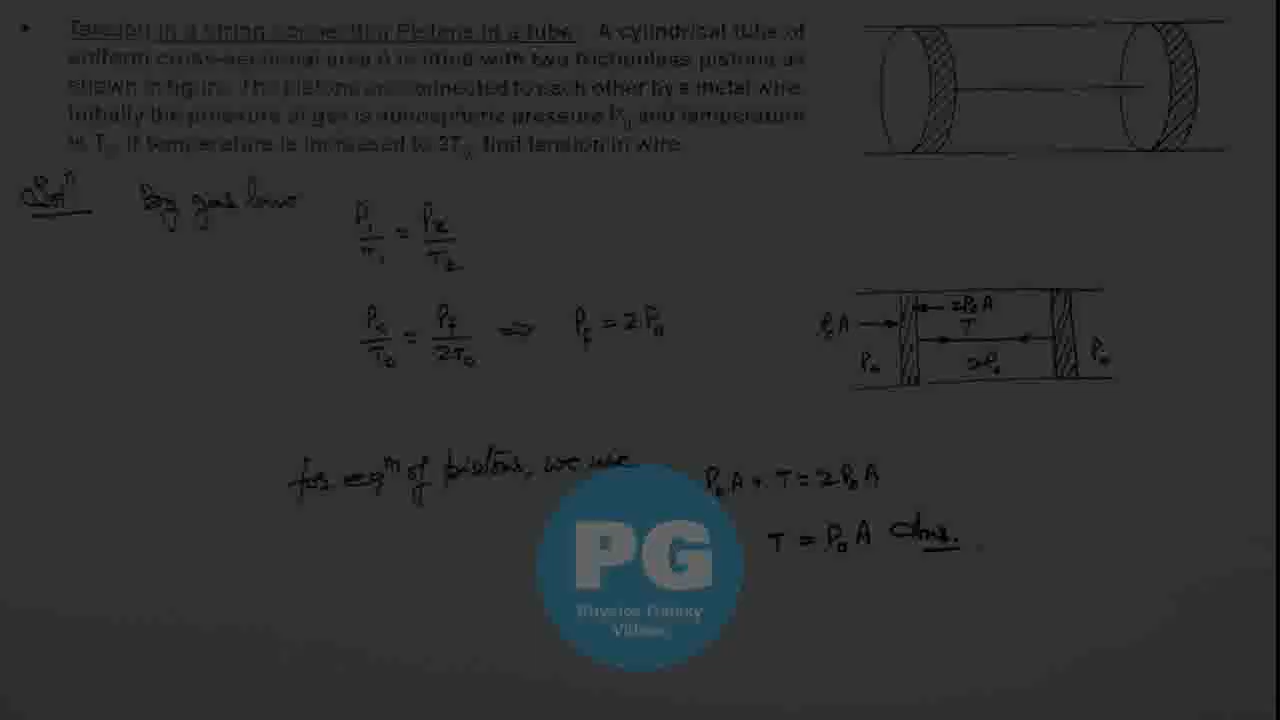 • Tension in a String connecting Pistons in a tube: A cylindrical tube of
uniform cross-sectional area A is fitted with two frictionless pistons as
shown in figure. The pistons are connected to each other by a metal wire.
Initially the pressure of gas is atmospheric pressure P₀ and temperature
is T₀. If temperature is increased to 2T₀, find tension in wire.
Solⁿ By gas law
P₁/T₁ = P₂/T₂
P₀/T₀ = P_f/2T₀ ⇒ P_f = 2P₀
P₀A 2P₀A
T
P₀ 2P₀ P₀
for eqᵐ of pistons, we use P₀A + T = 2P₀A
T = P₀A Ans.
PG
Physics Galaxy
Videos